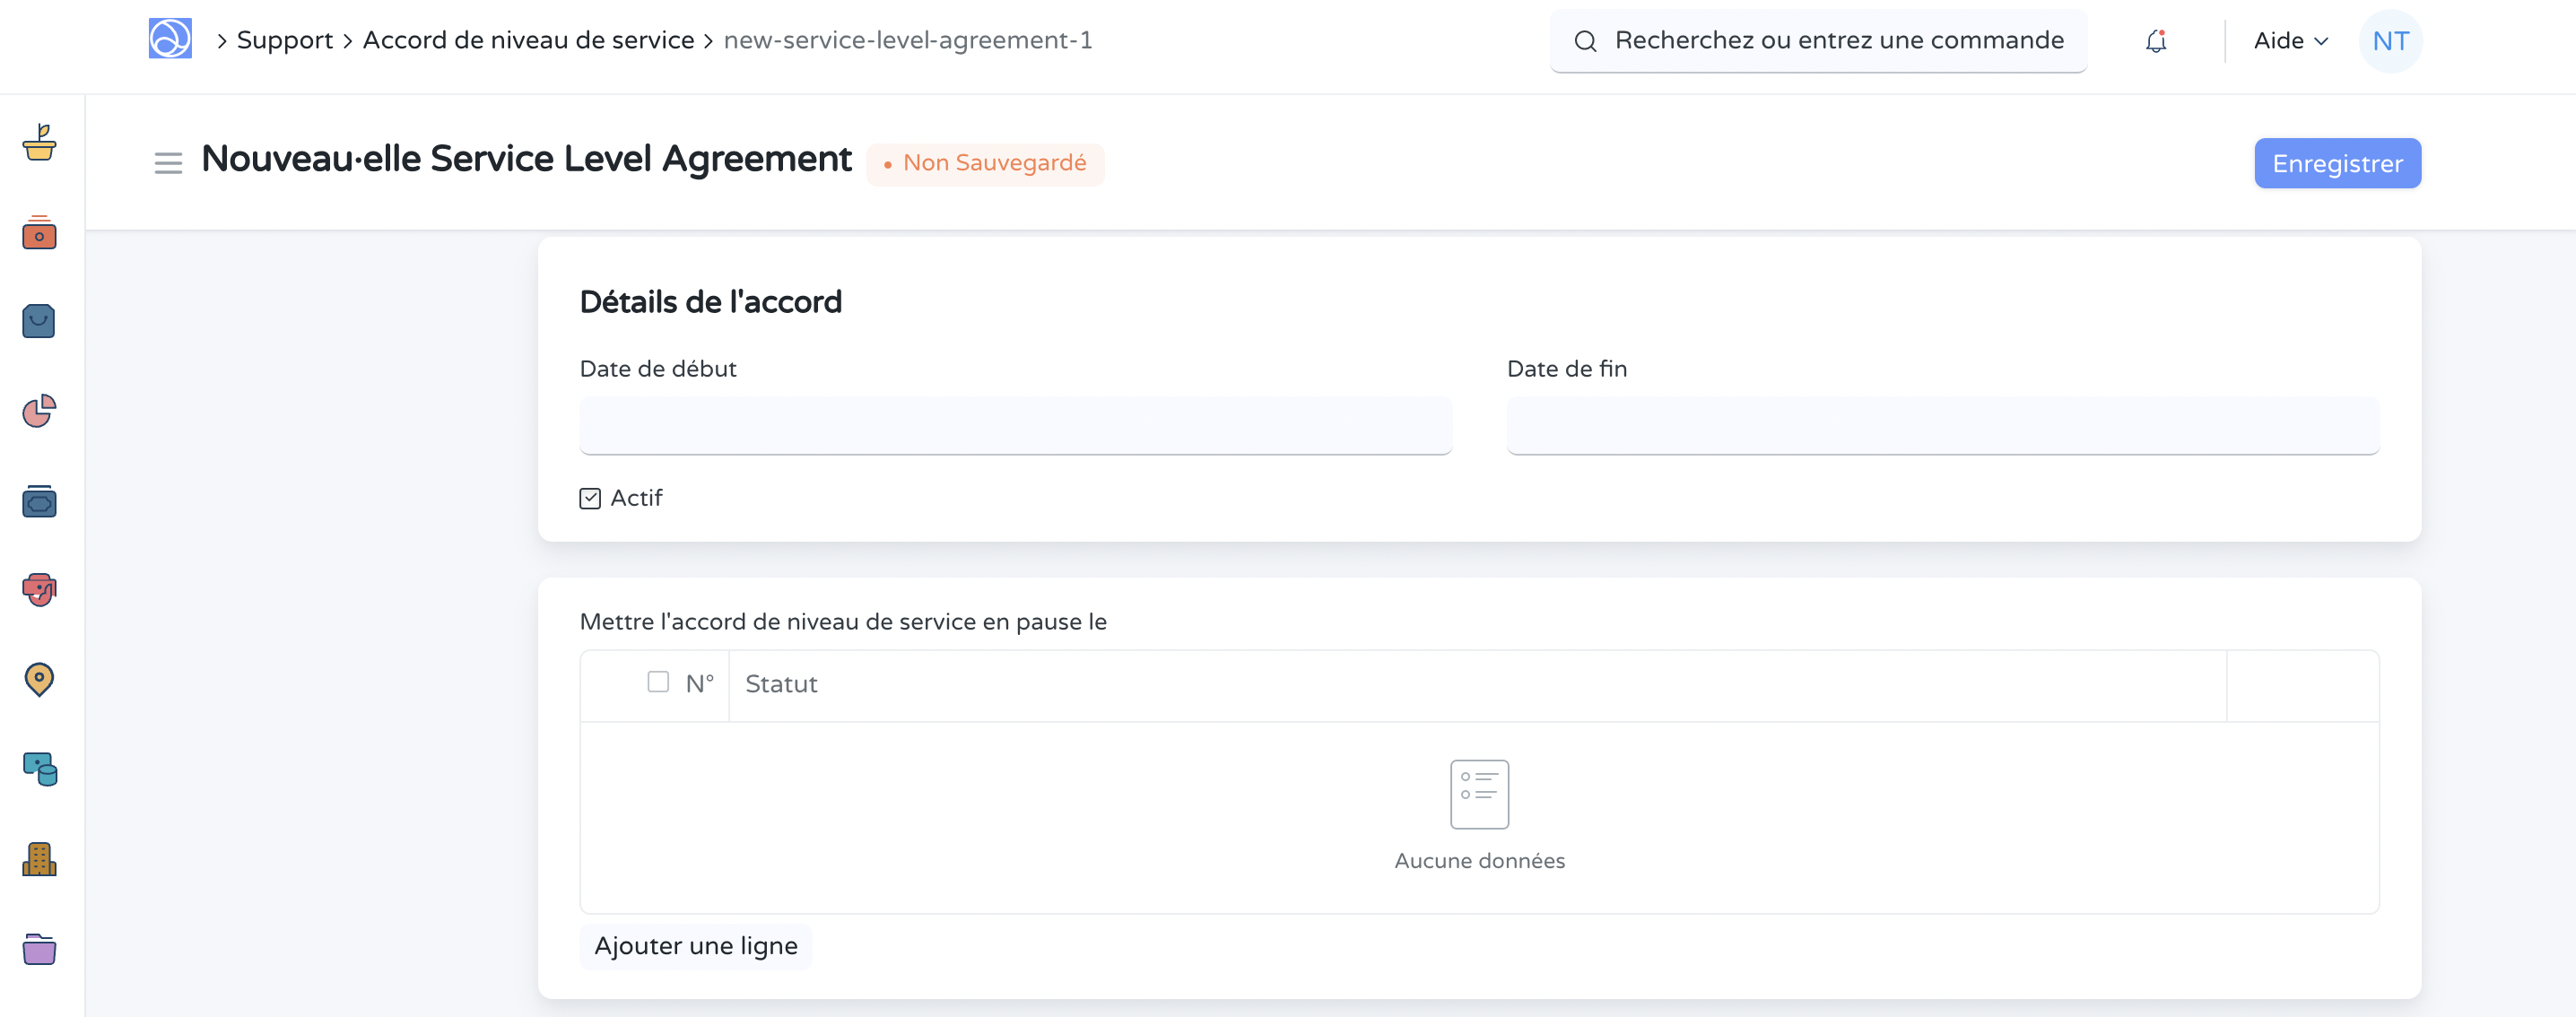 Support > Accord de niveau de service > new-service-level-agreement-1
Recherchez ou entrez une commande
Aide
NT
Nouveau·elle Service Level Agreement
• Non Sauvegardé
Enregistrer
Détails de l'accord
Date de début
Date de fin
Actif
Mettre l'accord de niveau de service en pause le
N° Statut
Aucune données
Ajouter une ligne